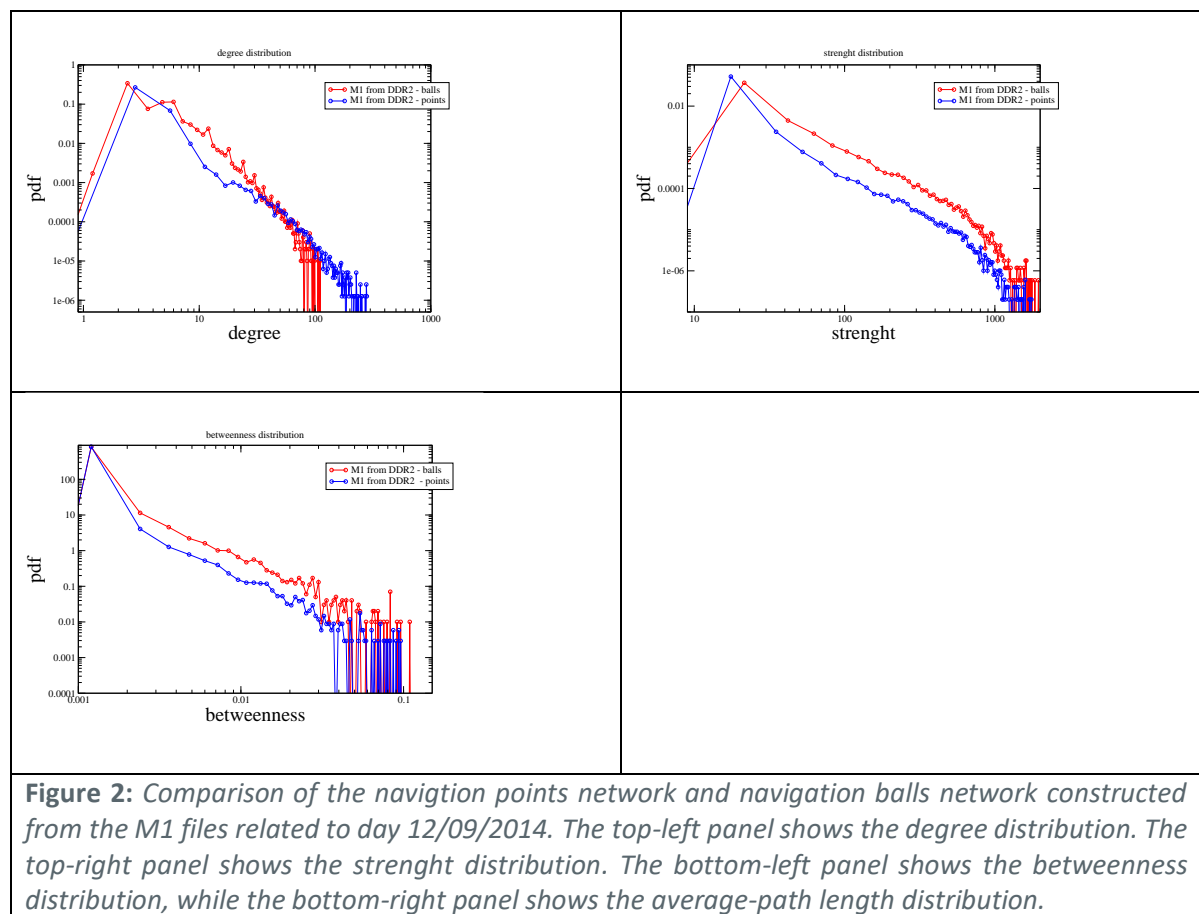 degree distribution
1
0.1
0.01
0.001
0.0001
1e-05
1e-06
pdf
M1 from DDR2 - balls
M1 from DDR2 - points
1
10
100
1000
degree
strenght distribution
0.01
0.0001
1e-06
pdf
M1 from DDR2 - balls
M1 from DDR2 - points
10
100
1000
strenght
betweenness distribution
100
10
1
0.1
0.01
0.001
0.0001
pdf
M1 from DDR2 - balls
M1 from DDR2 - points
0.001
0.01
0.1
betweenness
Figure 2: Comparison of the navigtion points network and navigation balls network constructed
from the M1 files related to day 12/09/2014. The top-left panel shows the degree distribution. The
top-right panel shows the strenght distribution. The bottom-left panel shows the betweenness
distribution, while the bottom-right panel shows the average-path length distribution.